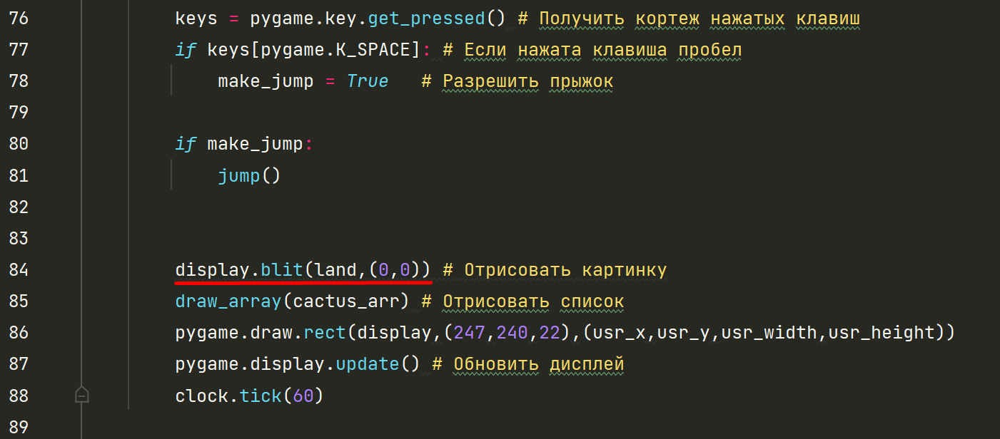 76 keys = pygame.key.get_pressed() # Получить кортеж нажатых клавиш
77 if keys[pygame.K_SPACE]: # Если нажата клавиша пробел
78 make_jump = True # Разрешить прыжок
79
80 if make_jump:
81 jump()
82
83
84 display.blit(land,(0,0)) # Отрисовать картинку
85 draw_array(cactus_arr) # Отрисовать список
86 pygame.draw.rect(display,(247,240,22),(usr_x,usr_y,usr_width,usr_height))
87 pygame.display.update() # Обновить дисплей
88 clock.tick(60)
89